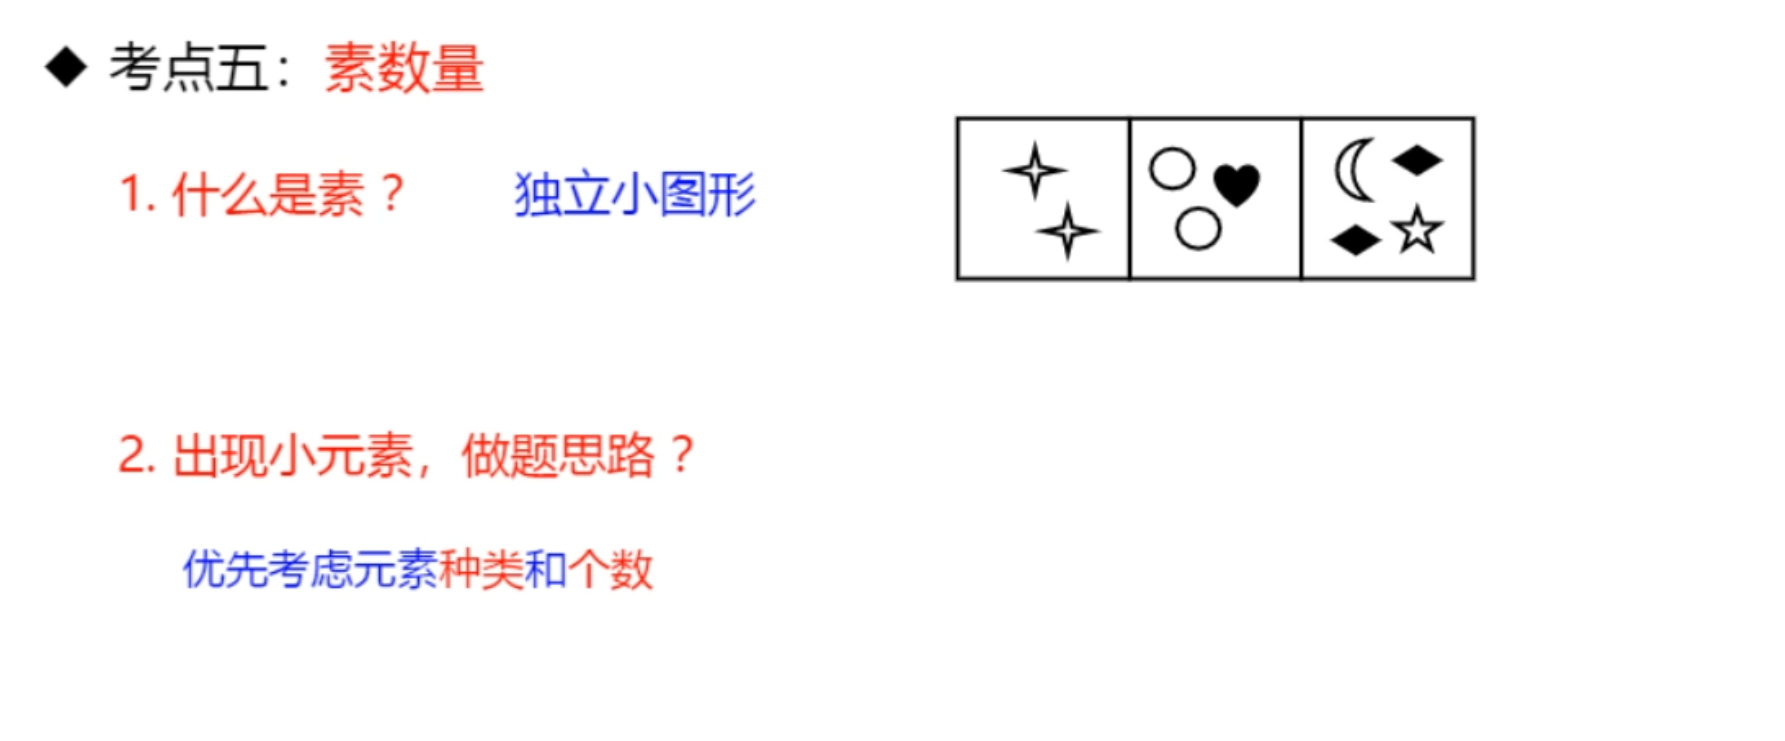 ◆ 考点五：素数量
1. 什么是素？ 独立小图形
2. 出现小元素，做题思路？
优先考虑元素种类和个数